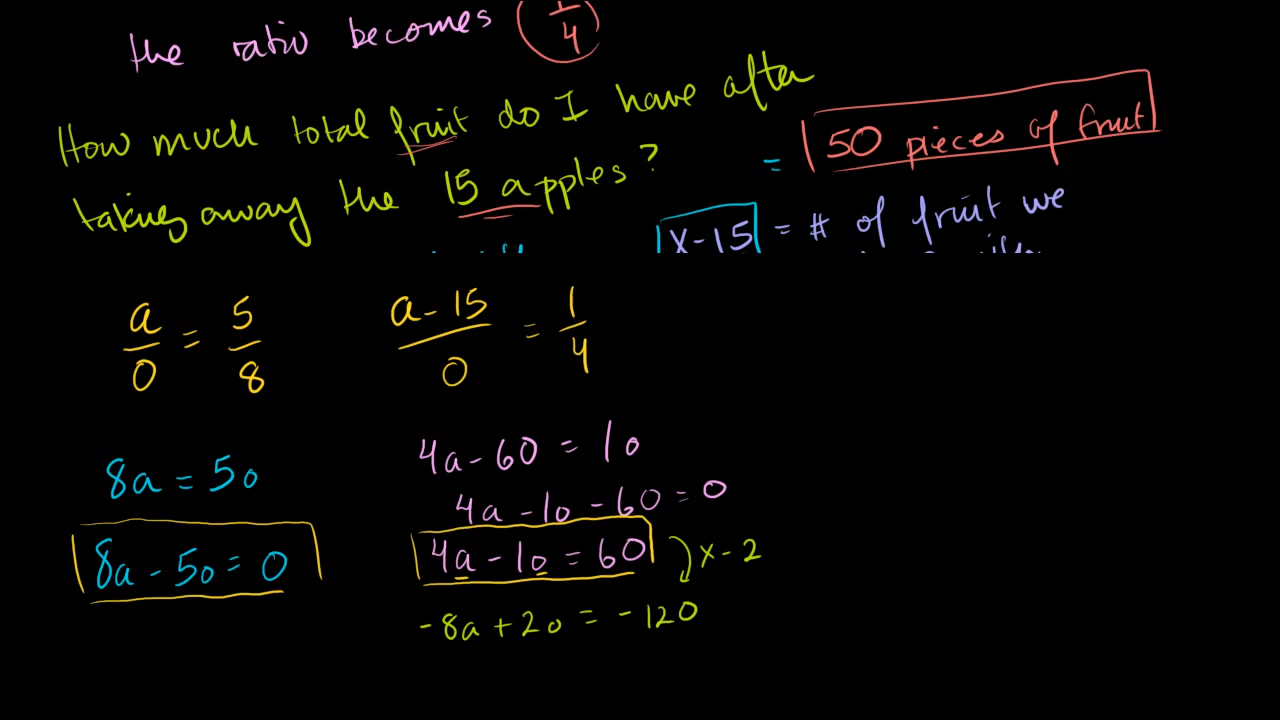 the ratio becomes 1/4
How much total fruit do I have after
taking away the 15 apples?
= 50 pieces of fruit
x-15 = # of fruit we
a/o = 5/8
a-15/o = 1/4
8a = 5o
8a - 5o = 0
4a - 60 = 1o
4a - 1o - 60 = 0
4a - 1o = 60
x -2
-8a + 2o = -120